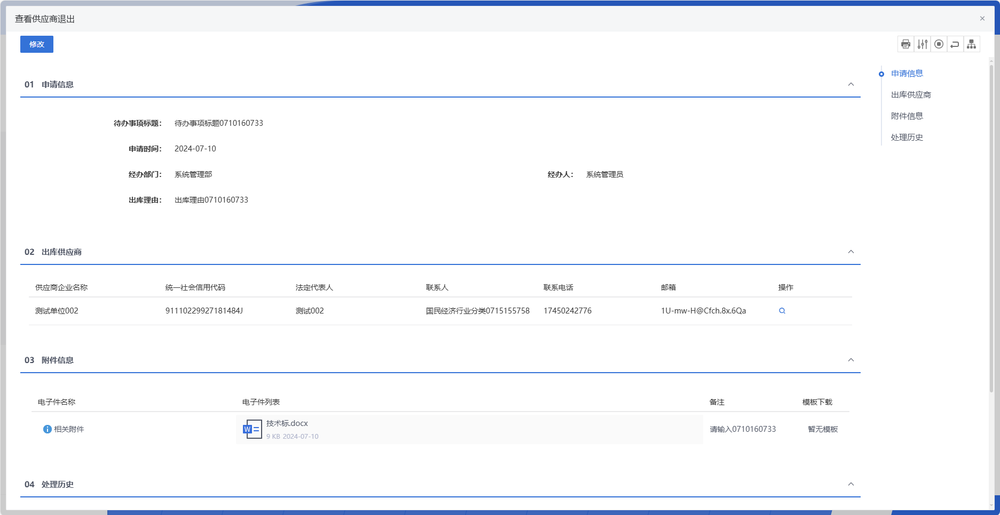 查看供应商退出
修改
01 申请信息
待办事项标题： 待办事项标题0710160733
申请时间： 2024-07-10
经办部门： 系统管理部 经办人： 系统管理员
出库理由： 出库理由0710160733
申请信息
出库供应商
附件信息
处理历史
02 出库供应商
供应商企业名称 统一社会信用代码 法定代表人 联系人 联系电话 邮箱 操作
测试单位002 91110229927181484J 测试002 国民经济行业分类0715155758 17450242776 1U-mw-H@Cfch.8x.6Qa
03 附件信息
电子件名称 电子件列表 备注 模板下载
相关附件 技术标.docx 请输入0710160733 暂无模板
9 KB 2024-07-10
04 处理历史